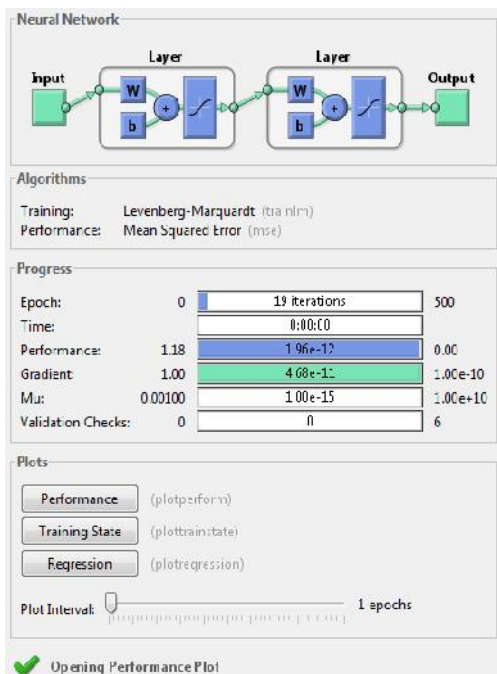 Neural Network
Layer Layer
Input Output
W W
+ +
b b
Algorithms
Training: Levenberg-Marquardt (trainlm)
Performance: Mean Squared Error (mse)
Progress
Epoch: 0 19 iterations 500
Time: 0:00:00
Performance: 1.18 1.96e-12 0.00
Gradient: 1.00 4.68e-11 1.00e-10
Mu: 0.00100 1.00e-15 1.00e+10
Validation Checks: 0 0 6
Plots
Performance (plotperform)
Training State (plottrainstate)
Regression (plotregression)
Plot Interval: 1 epochs
Opening Performance Plot